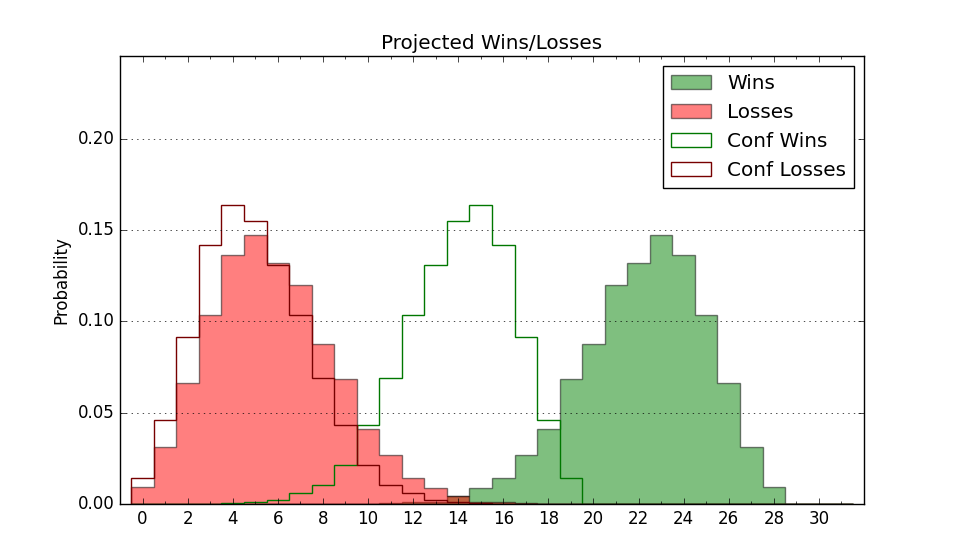 Projected Wins/Losses
Wins
Losses
Conf Wins
Conf Losses
Probability
0.20
0.15
0.10
0.05
0.00
0 2 4 6 8 10 12 14 16 18 20 22 24 26 28 30